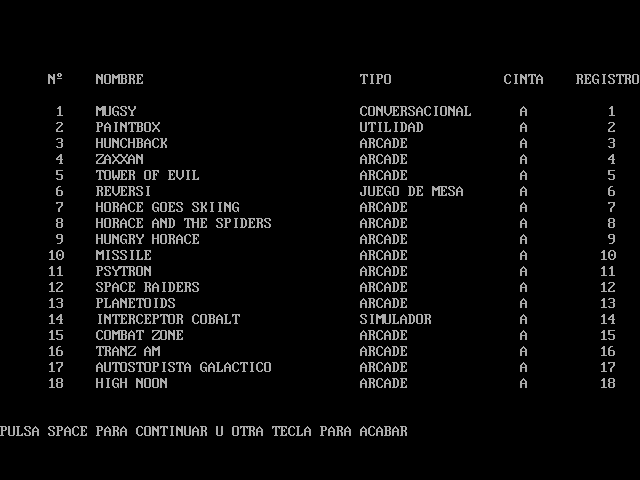 Nº NOMBRE TIPO CINTA REGISTRO
1 MUGSY CONVERSACIONAL A 1
2 PAINTBOX UTILIDAD A 2
3 HUNCHBACK ARCADE A 3
4 ZAXXAN ARCADE A 4
5 TOWER OF EVIL ARCADE A 5
6 REVERSI JUEGO DE MESA A 6
7 HORACE GOES SKIING ARCADE A 7
8 HORACE AND THE SPIDERS ARCADE A 8
9 HUNGRY HORACE ARCADE A 9
10 MISSILE ARCADE A 10
11 PSYTRON ARCADE A 11
12 SPACE RAIDERS ARCADE A 12
13 PLANETOIDS ARCADE A 13
14 INTERCEPTOR COBALT SIMULADOR A 14
15 COMBAT ZONE ARCADE A 15
16 TRANZ AM ARCADE A 16
17 AUTOSTOPISTA GALACTICO ARCADE A 17
18 HIGH NOON ARCADE A 18
PULSA SPACE PARA CONTINUAR U OTRA TECLA PARA ACABAR